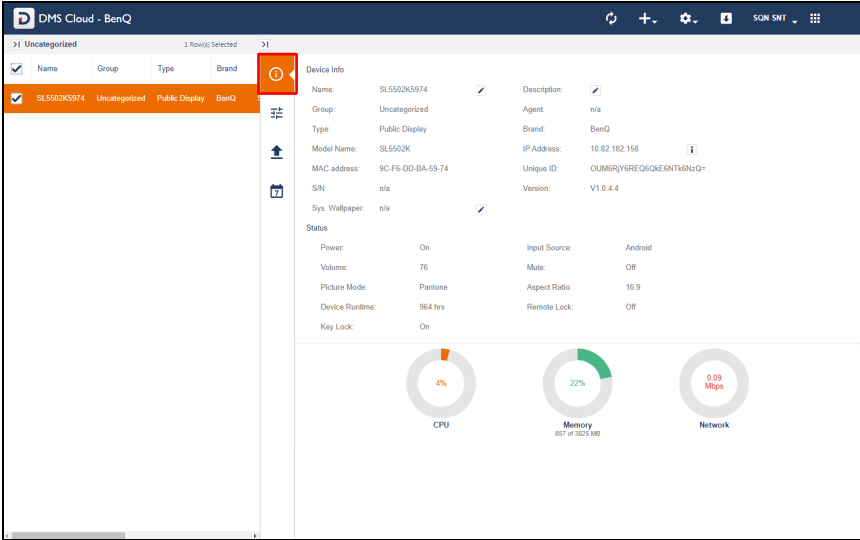 DMS Cloud - BenQ
SQN SNT
Uncategorized 1 Row(s) Selected
Name Group Type Brand
SL5502K5974 Uncategorized Public Display BenQ S
7
Device Info
Name: SL5502K5974 Description:
Group: Uncategorized Agent: n/a
Type: Public Display Brand: BenQ
Model Name: SL5502K IP Address: 10.82.182.158
MAC address: 9C-F6-DD-BA-59-74 Unique ID: OUM6RjY6REQ6QkE6NTk6NzQ=
S/N: n/a Version: V1.0.4.4
Sys. Wallpaper: n/a
Status
Power: On Input Source: Android
Volume: 76 Mute: Off
Picture Mode: Pantone Aspect Ratio: 16:9
Device Runtime: 964 hrs Remote Lock: Off
Key Lock: On
4% 22% 0.09
Mbps
CPU Memory Network
857 of 3825 MB